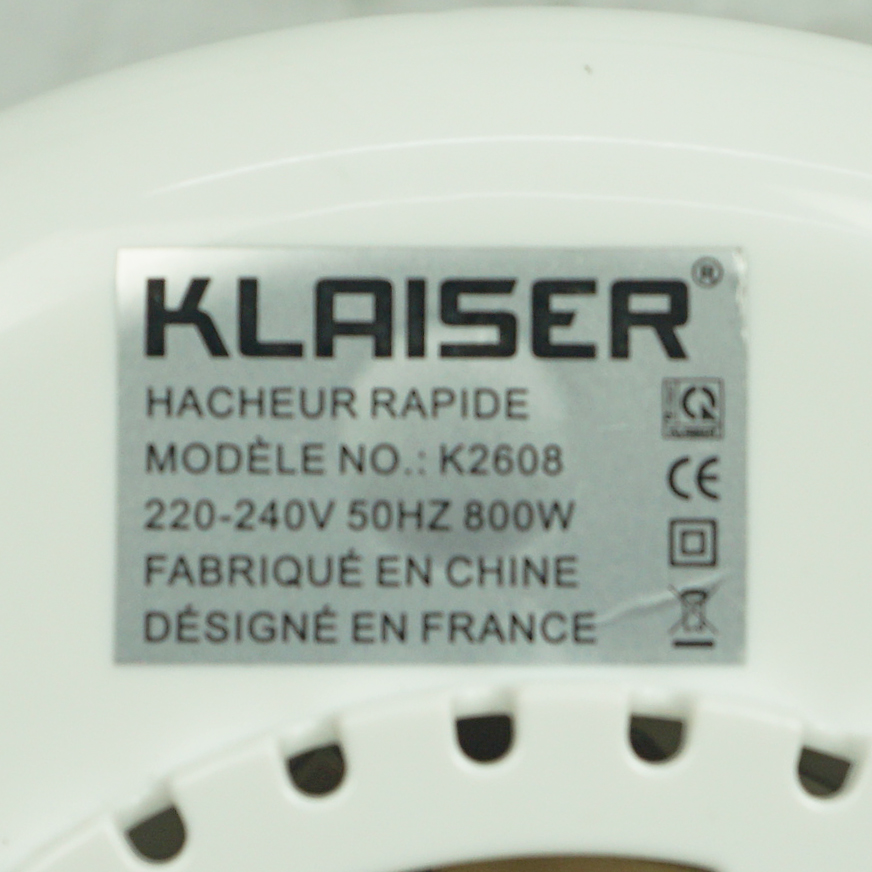 KLAISER®
HACHEUR RAPIDE
MODÈLE NO.: K2608
220-240V 50HZ 800W
CE
FABRIQUÉ EN CHINE
DÉSIGNÉ EN FRANCE